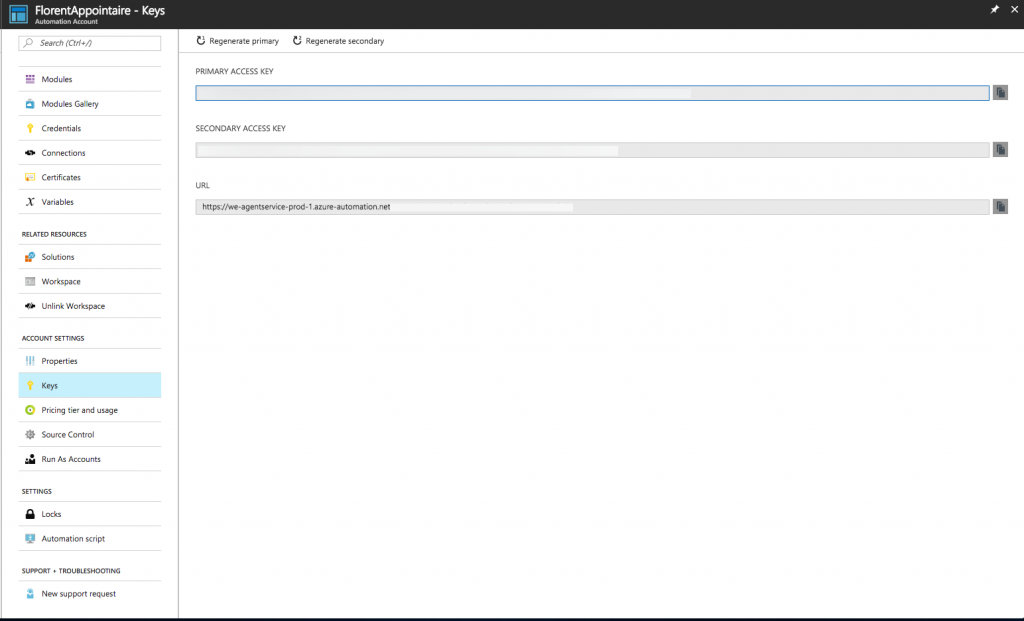 FlorentAppointaire - Keys
Automation Account
Search (Ctrl+/)
Modules
Modules Gallery
Credentials
Connections
Certificates
Variables
RELATED RESOURCES
Solutions
Workspace
Unlink Workspace
ACCOUNT SETTINGS
Properties
Keys
Pricing tier and usage
Source Control
Run As Accounts
SETTINGS
Locks
Automation script
SUPPORT + TROUBLESHOOTING
New support request
Regenerate primary
Regenerate secondary
PRIMARY ACCESS KEY
SECONDARY ACCESS KEY
URL
https://we-agentservice-prod-1.azure-automation.net